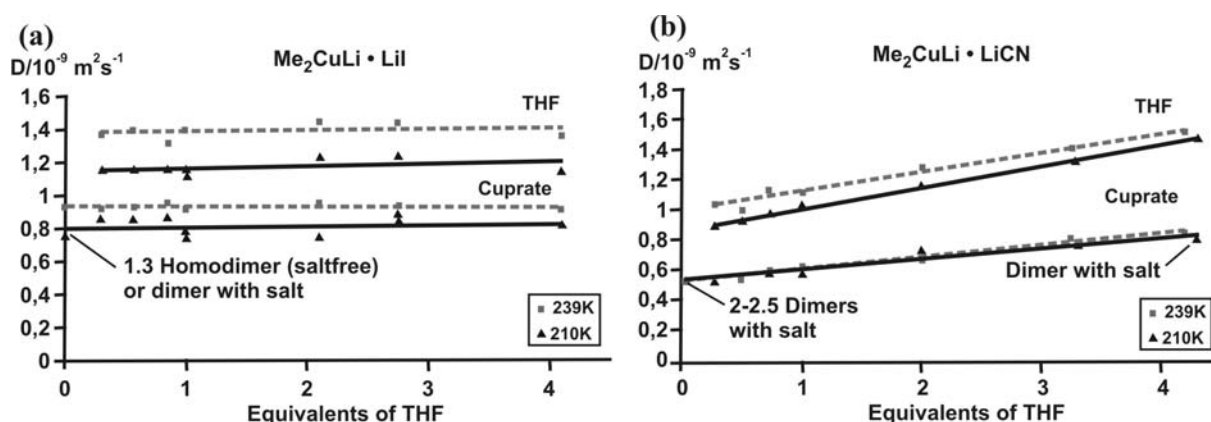 (a)
D/10⁻⁹ m²s⁻¹
Me₂CuLi • LiI
1,6
1,4
1,2
1
0,8
0,6
0,4
0,2
0
THF
Cuprate
1.3 Homodimer (saltfree)
or dimer with salt
239K
210K
0 1 2 3 4
Equivalents of THF
(b)
D/10⁻⁹ m²s⁻¹
Me₂CuLi • LiCN
1,8
1,6
1,4
1,2
1,0
0,8
0,6
0,4
0,2
0
THF
Cuprate
Dimer with salt
2-2.5 Dimers
with salt
239K
210K
0 1 2 3 4
Equivalents of THF